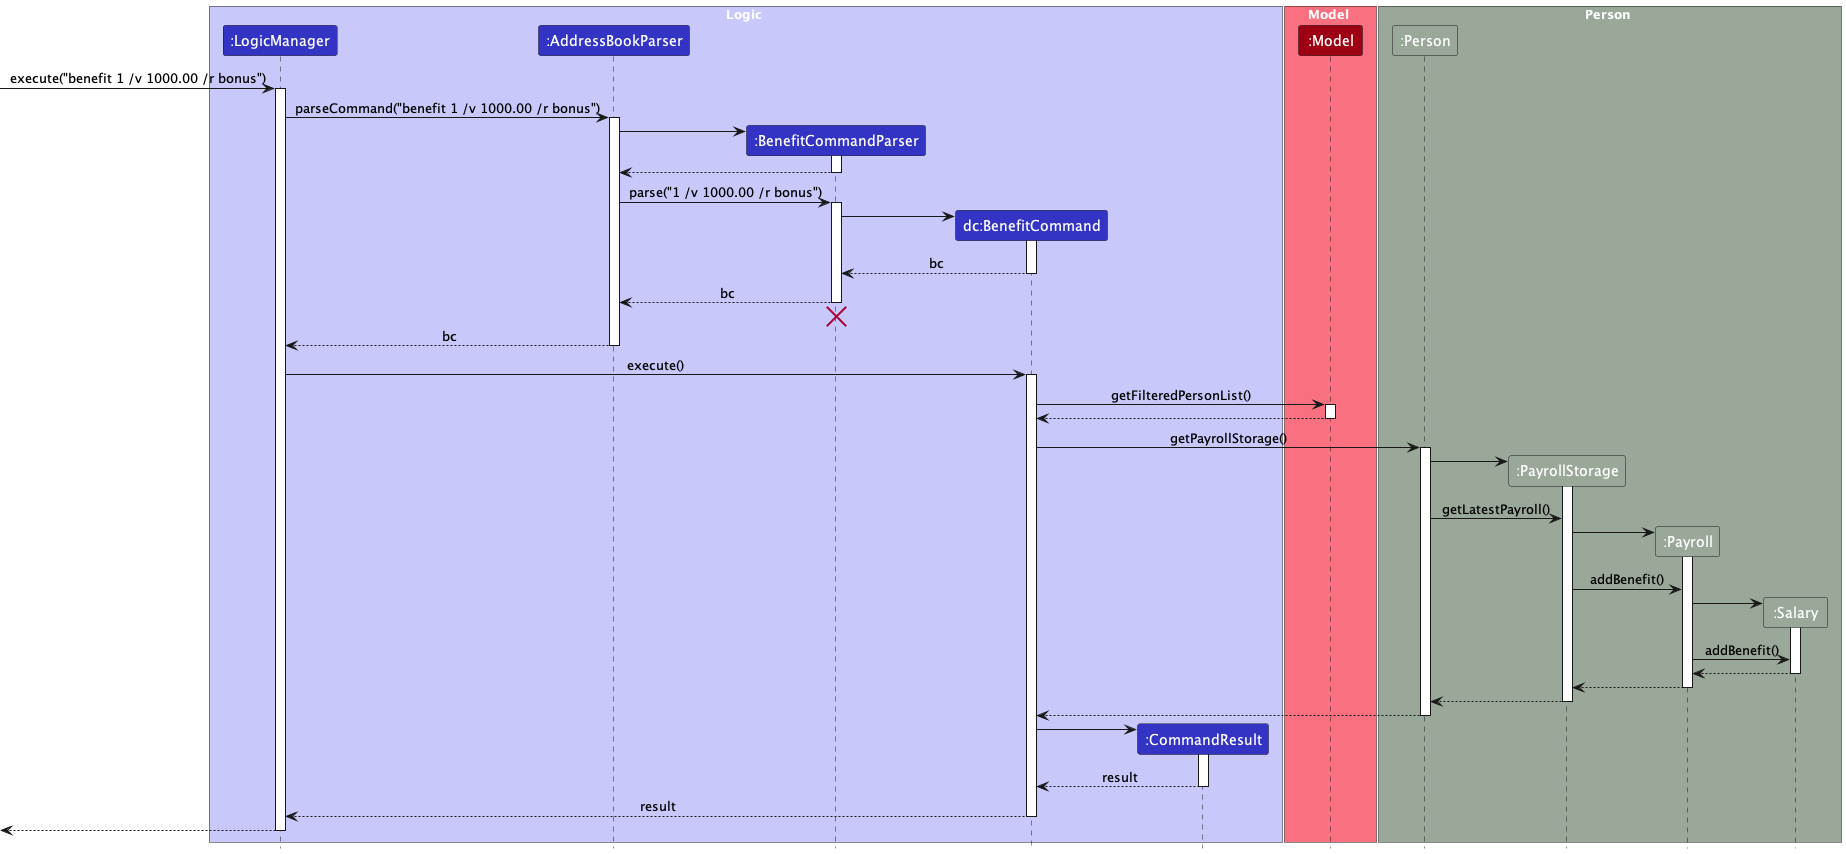 Logic
Model
Person
:LogicManager
:AddressBookParser
:Model
:Person
execute("benefit 1 /v 1000.00 /r bonus")
parseCommand("benefit 1 /v 1000.00 /r bonus")
:BenefitCommandParser
parse("1 /v 1000.00 /r bonus")
dc:BenefitCommand
bc
bc
bc
execute()
getFilteredPersonList()
getPayrollStorage()
:PayrollStorage
getLatestPayroll()
:Payroll
addBenefit()
:Salary
addBenefit()
:CommandResult
result
result